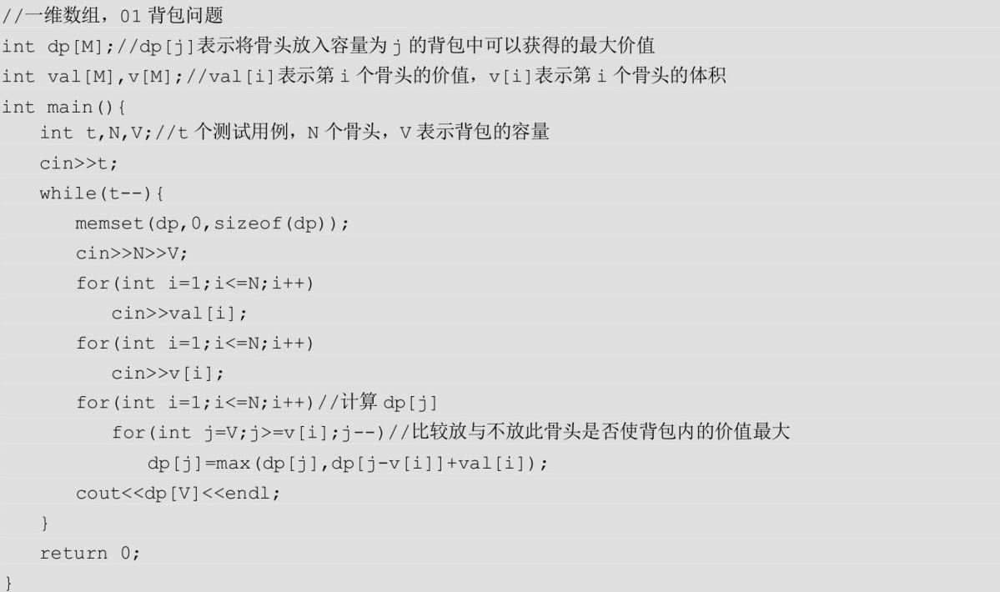 //一维数组，01 背包问题
int dp[M];//dp[j]表示将骨头放入容量为 j 的背包中可以获得的最大价值
int val[M],v[M];//val[i]表示第 i 个骨头的价值，v[i]表示第 i 个骨头的体积
int main(){
    int t,N,V;//t 个测试用例，N 个骨头，V 表示背包的容量
    cin>>t;
    while(t--){
        memset(dp,0,sizeof(dp));
        cin>>N>>V;
        for(int i=1;i<=N;i++)
            cin>>val[i];
        for(int i=1;i<=N;i++)
            cin>>v[i];
        for(int i=1;i<=N;i++)//计算 dp[j]
            for(int j=V;j>=v[i];j--)//比较放与不放此骨头是否使背包内的价值最大
                dp[j]=max(dp[j],dp[j-v[i]]+val[i]);
        cout<<dp[V]<<endl;
    }
    return 0;
}